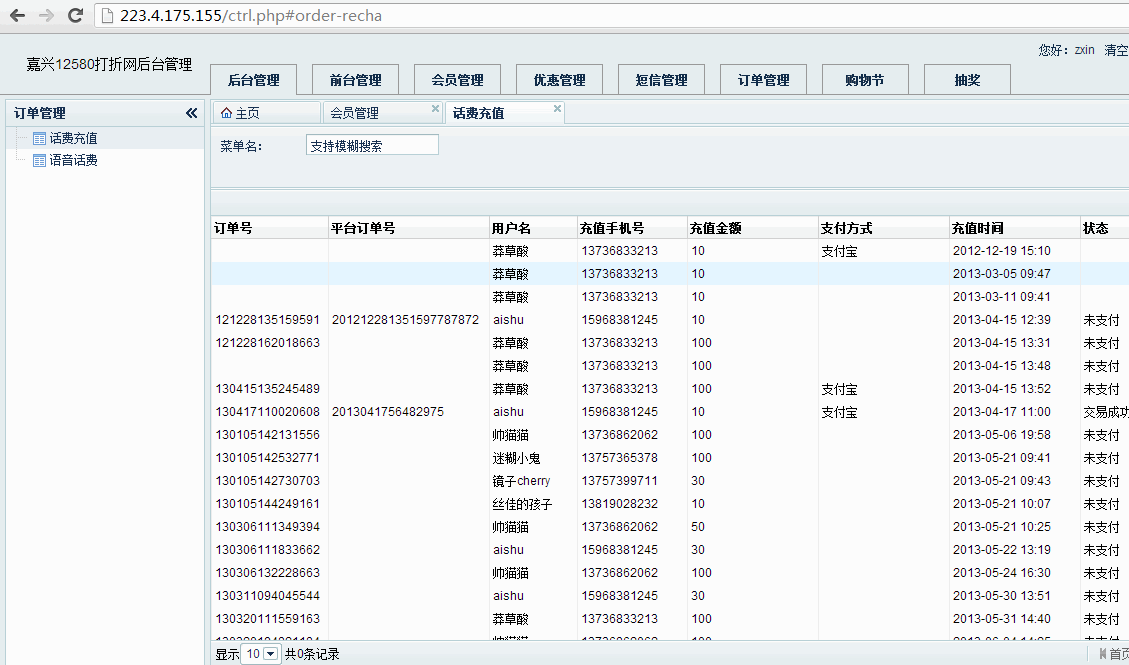 223.4.175.155/ctrl.php#order-recha
您好：zxin 清空
嘉兴12580打折网后台管理
后台管理 前台管理 会员管理 优惠管理 短信管理 订单管理 购物节 抽奖
订单管理
话费充值
语音话费
主页 会员管理 话费充值
菜单名： 支持模糊搜索
订单号 平台订单号 用户名 充值手机号 充值金额 支付方式 充值时间 状态
莽草酸 13736833213 10 支付宝 2012-12-19 15:10
莽草酸 13736833213 10 2013-03-05 09:47
莽草酸 13736833213 10 2013-03-11 09:41
121228135159591 201212281351597787872 aishu 15968381245 10 2013-04-15 12:39 未支付
121228162018663 莽草酸 13736833213 100 2013-04-15 13:31 未支付
莽草酸 13736833213 100 2013-04-15 13:48 未支付
130415135245489 莽草酸 13736833213 100 支付宝 2013-04-15 13:52 未支付
130417110020608 2013041756482975 aishu 15968381245 10 支付宝 2013-04-17 11:00 交易成功
130105142131556 帅猫猫 13736862062 100 2013-05-06 19:58 未支付
130105142532771 迷糊小鬼 13757365378 100 2013-05-21 09:41 未支付
130105142730703 镜子cherry 13757399711 30 2013-05-21 09:43 未支付
130105144249161 丝佳的孩子 13819028232 10 2013-05-21 10:07 未支付
130306111349394 帅猫猫 13736862062 50 2013-05-21 10:25 未支付
130306111833662 aishu 15968381245 30 2013-05-22 13:19 未支付
130306132228663 帅猫猫 13736862062 100 2013-05-24 16:30 未支付
130311094045544 aishu 15968381245 30 2013-05-30 13:51 未支付
130320111559163 莽草酸 13736833213 100 2013-05-31 14:40 未支付
显示 10 共0条记录 首页